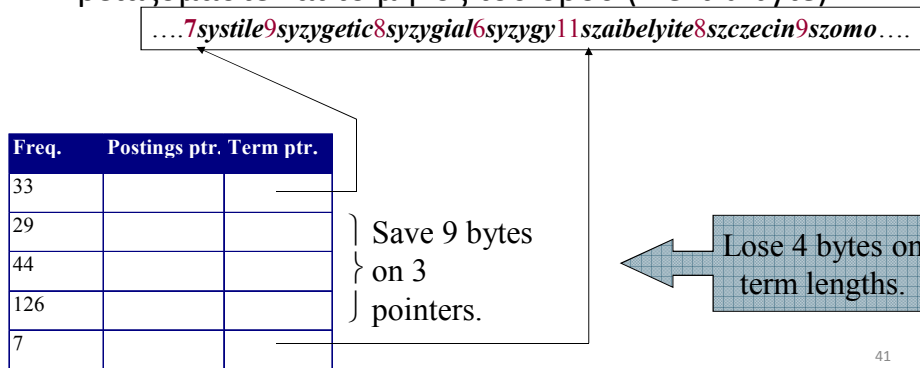 ….7systile9syzygetic8syzygial6syzygy11szaibelyite8szczecin9szomo….
Freq. Postings ptr. Term ptr.
33
29
44
126
7
Save 9 bytes
on 3
pointers.
Lose 4 bytes on
term lengths.
41